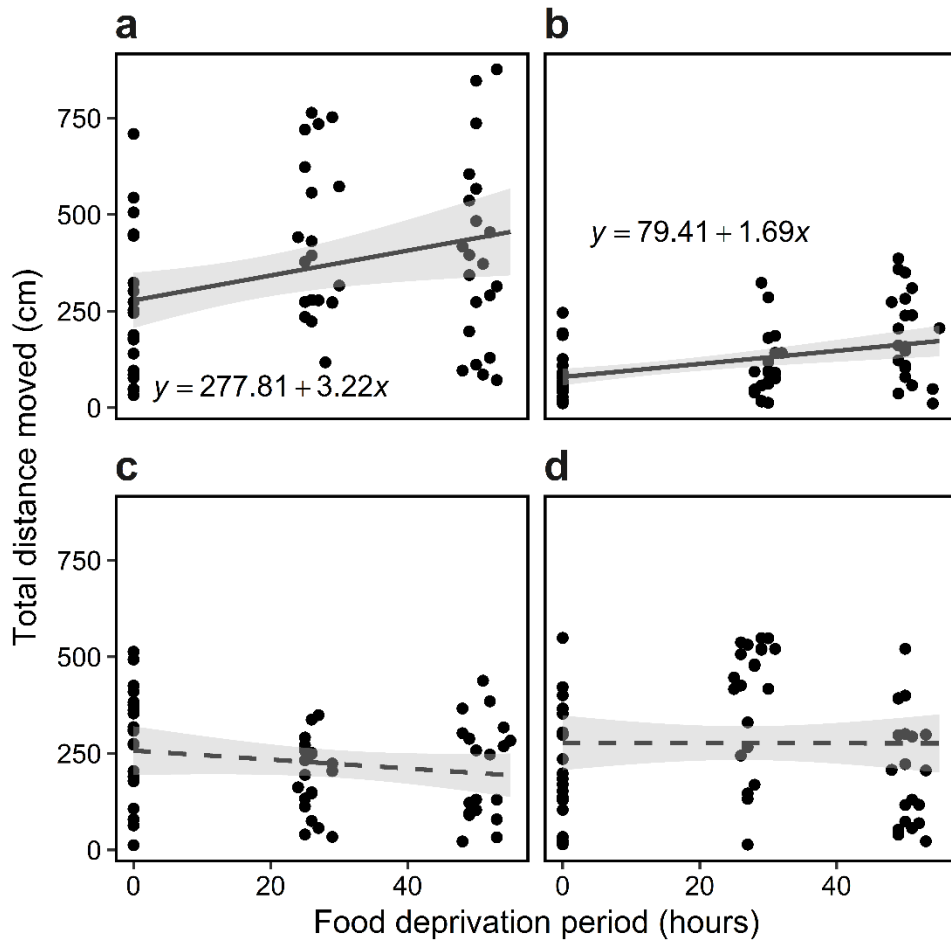 a
b
750
500
250
0
y = 277.81 + 3.22x
y = 79.41 + 1.69x
c
d
750
500
250
0
0
20
40
0
20
40
Total distance moved (cm)
Food deprivation period (hours)